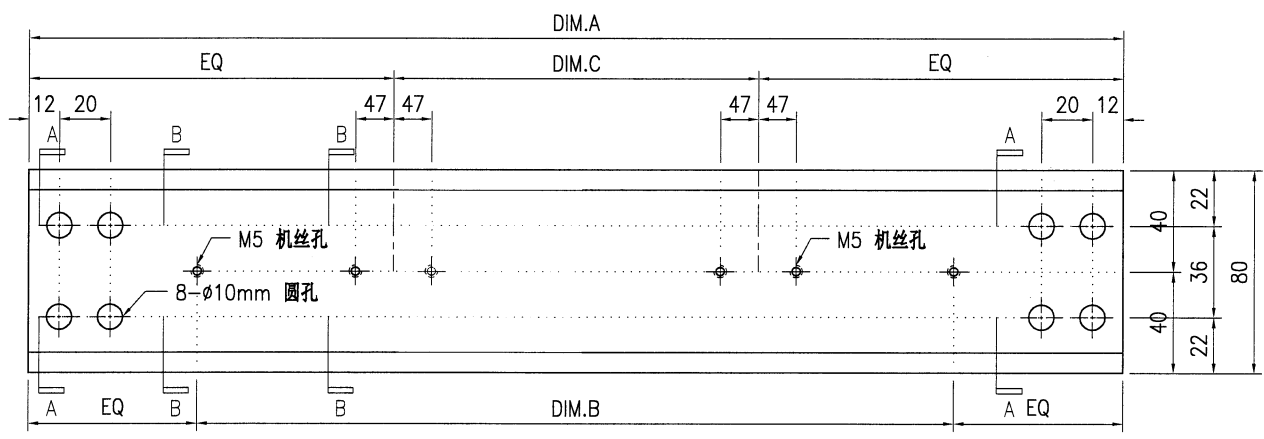 DIM.A
EQ DIM.C EQ
12 20 47 47 47 47 20 12
A B B A
22
40
M5 机丝孔 M5 机丝孔
36 80
8-ø10mm 圆孔
40
22
A EQ B B DIM.B A EQ